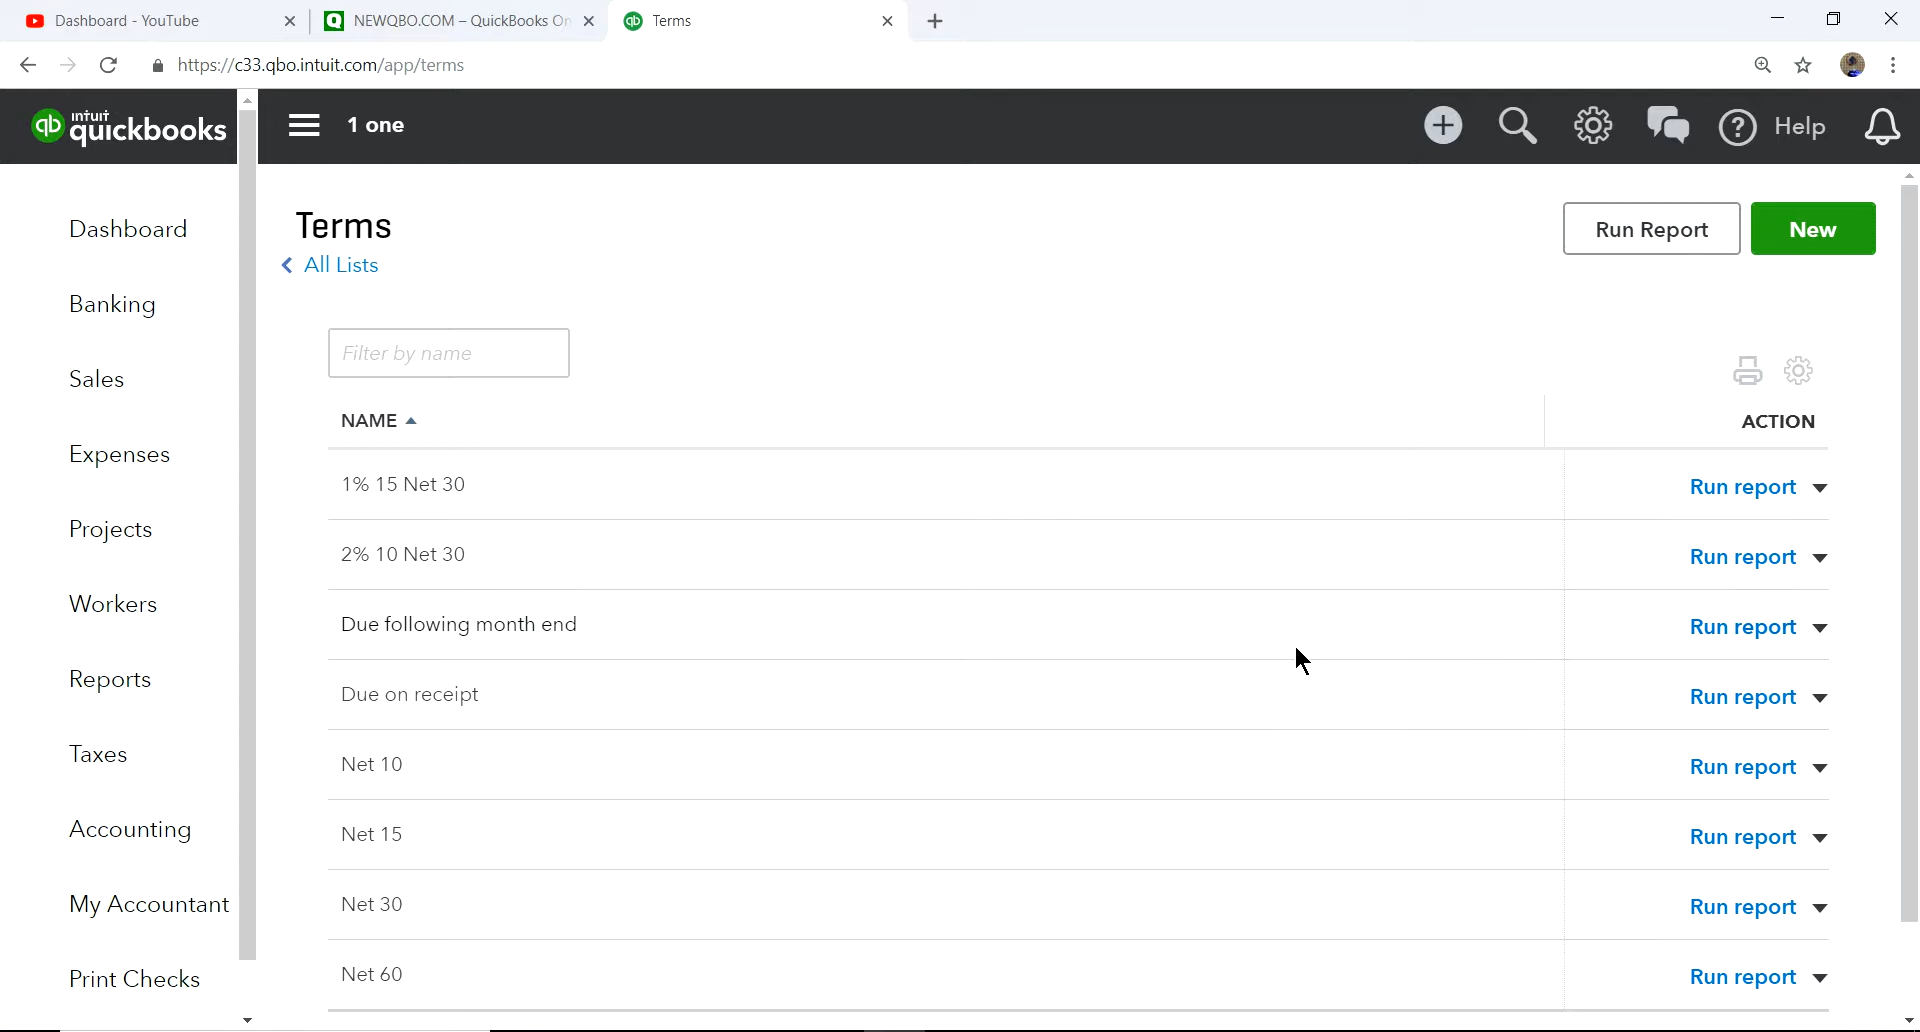 Dashboard - YouTube
NEWQBO.COM – QuickBooks On
Terms
https://c33.qbo.intuit.com/app/terms
qb intuit quickbooks
1 one
Help
Dashboard
Banking
Sales
Expenses
Projects
Workers
Reports
Taxes
Accounting
My Accountant
Print Checks
Terms
All Lists
Run Report
New
Filter by name
NAME
ACTION
1% 15 Net 30
Run report
2% 10 Net 30
Run report
Due following month end
Run report
Due on receipt
Run report
Net 10
Run report
Net 15
Run report
Net 30
Run report
Net 60
Run report